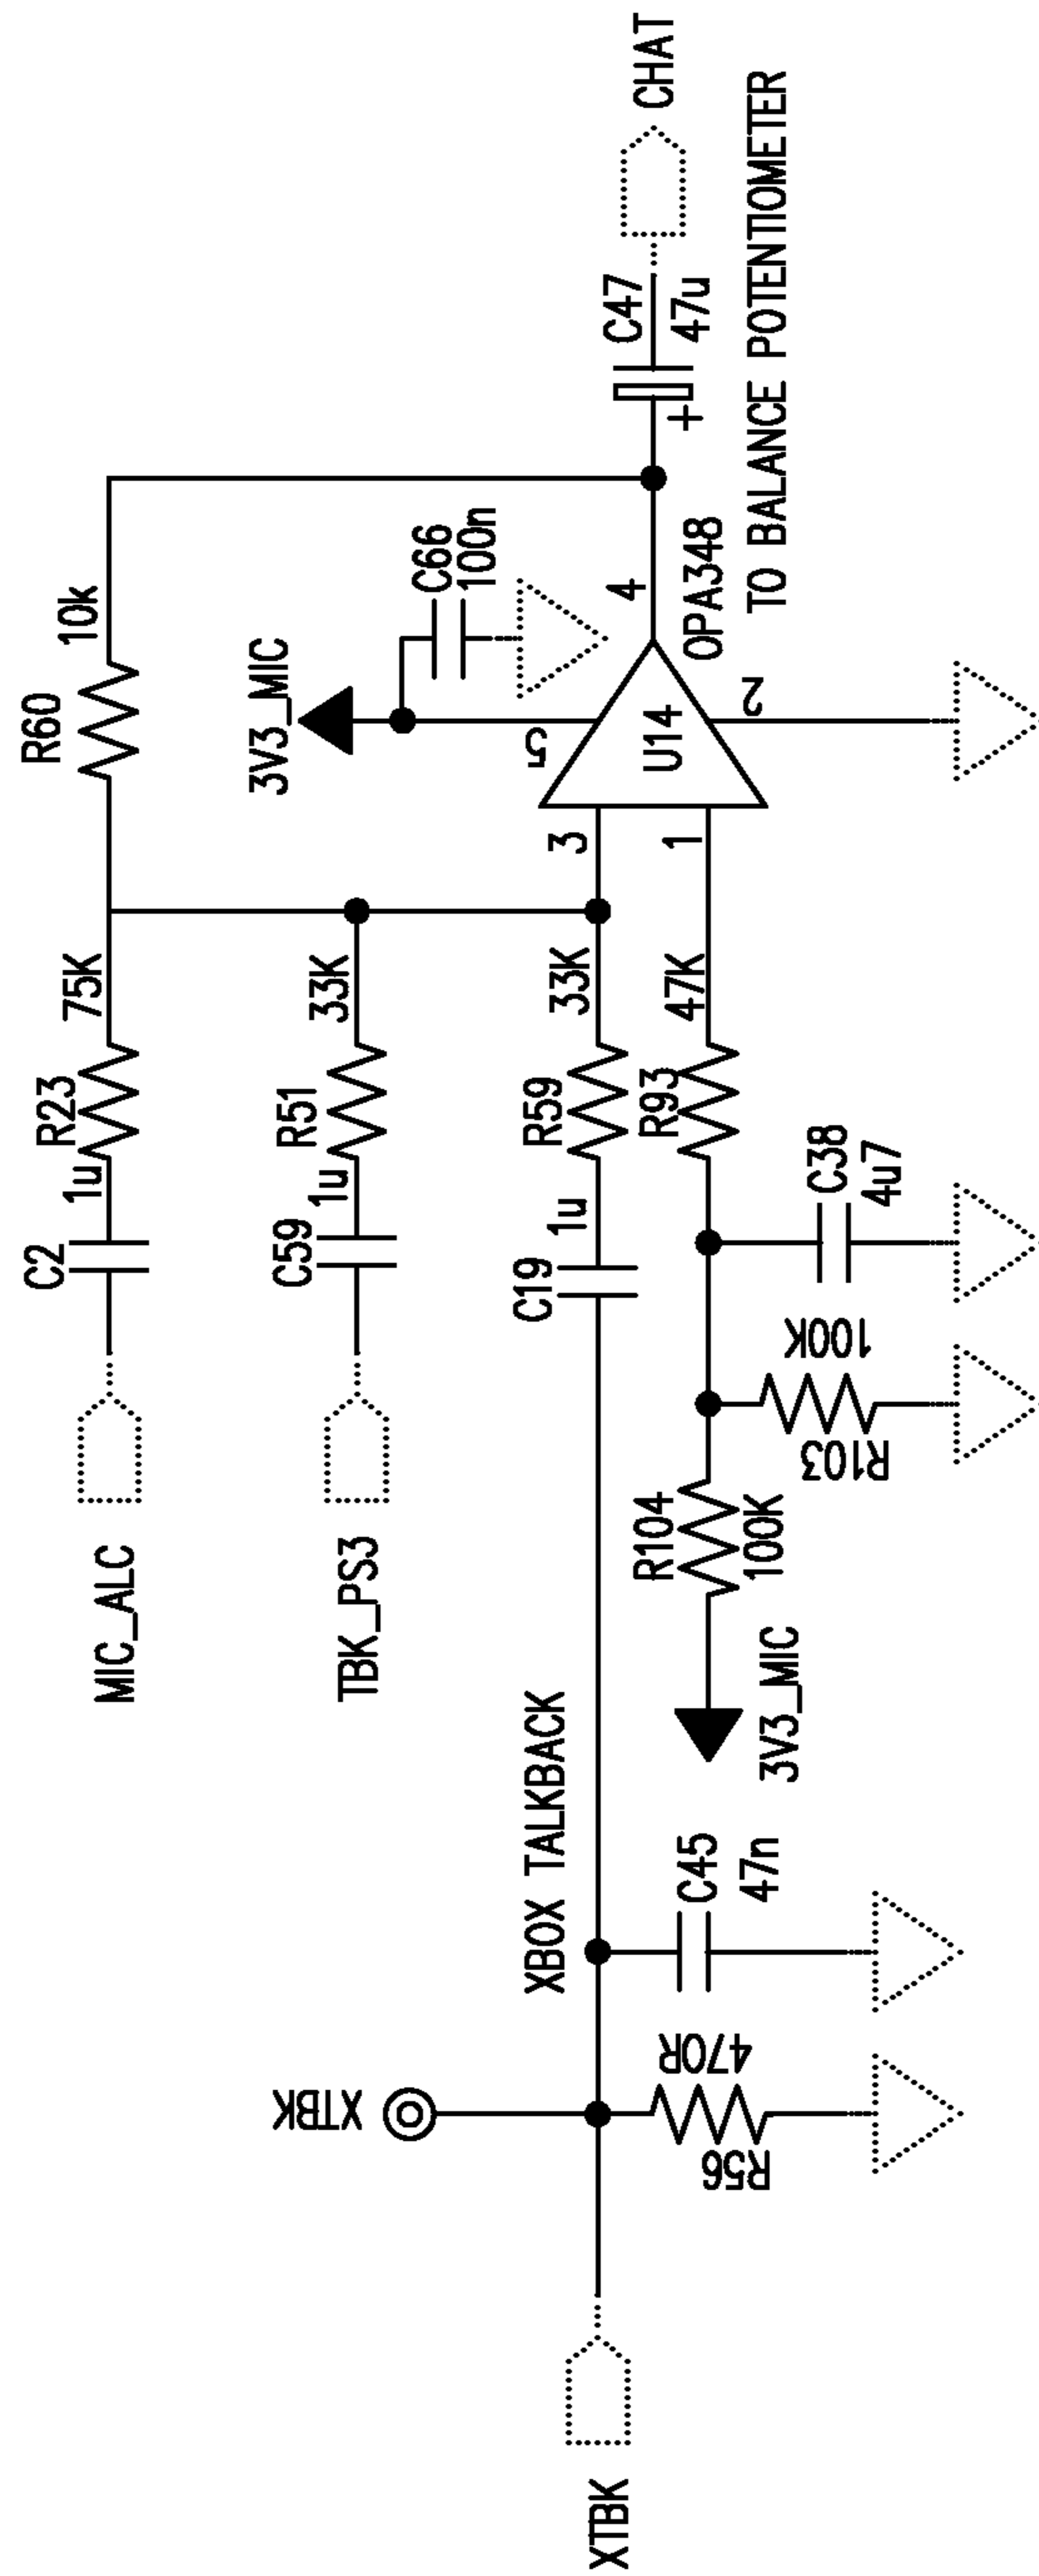 MIC_ALC
C2
1u
R23
75K
R60
10k
TBK_PS3
C59
1u
R51
33K
3V3_MIC
C66
100n
XTBK
XBOX TALKBACK
C19
1u
R59
33K
3
5
U14
4
OPA348
C47
47u
+
CHAT
TO BALANCE POTENTIOMETER
XTBK
R56
470R
C45
47n
3V3_MIC
R104
100K
R103
100K
C38
4u7
R93
47K
1
2